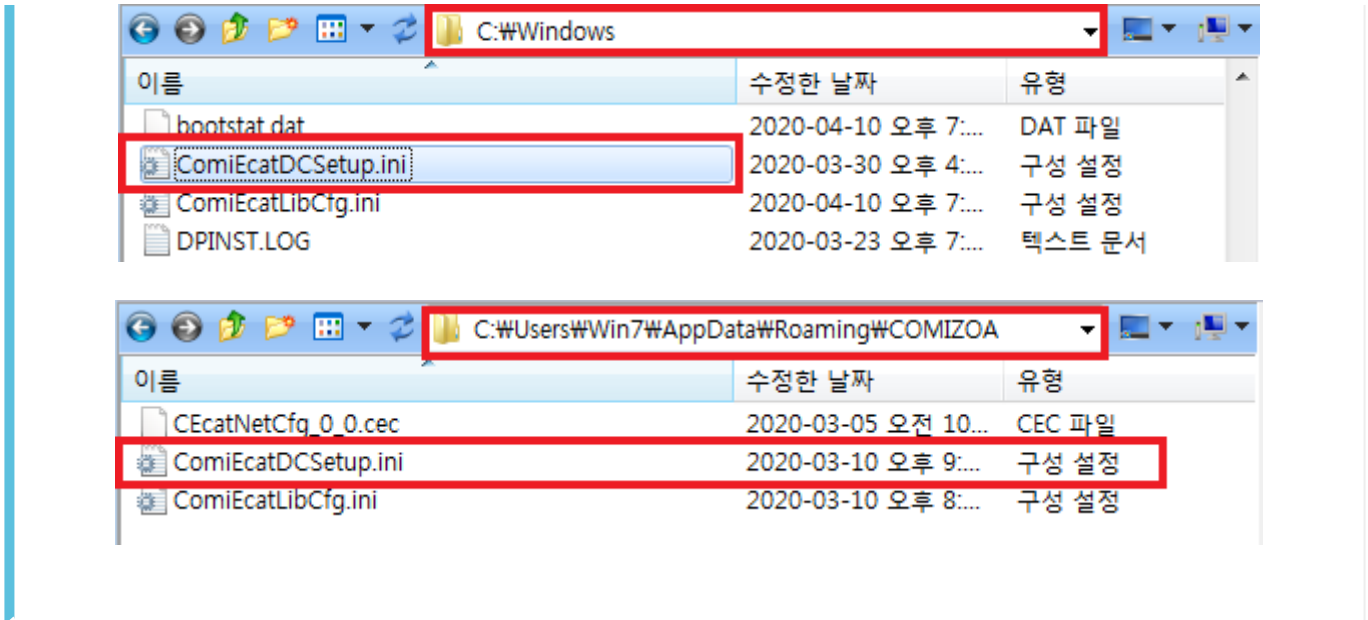 C:₩Windows
이름 수정한 날짜 유형
bootstat.dat 2020-04-10 오후 7:... DAT 파일
ComiEcatDCSetup.ini 2020-03-30 오후 4:... 구성 설정
ComiEcatLibCfg.ini 2020-04-10 오후 7:... 구성 설정
DPINST.LOG 2020-03-23 오후 7:... 텍스트 문서
C:₩Users₩Win7₩AppData₩Roaming₩COMIZOA
이름 수정한 날짜 유형
CEcatNetCfg_0_0.cec 2020-03-05 오전 10... CEC 파일
ComiEcatDCSetup.ini 2020-03-10 오후 9:... 구성 설정
ComiEcatLibCfg.ini 2020-03-10 오후 8:... 구성 설정